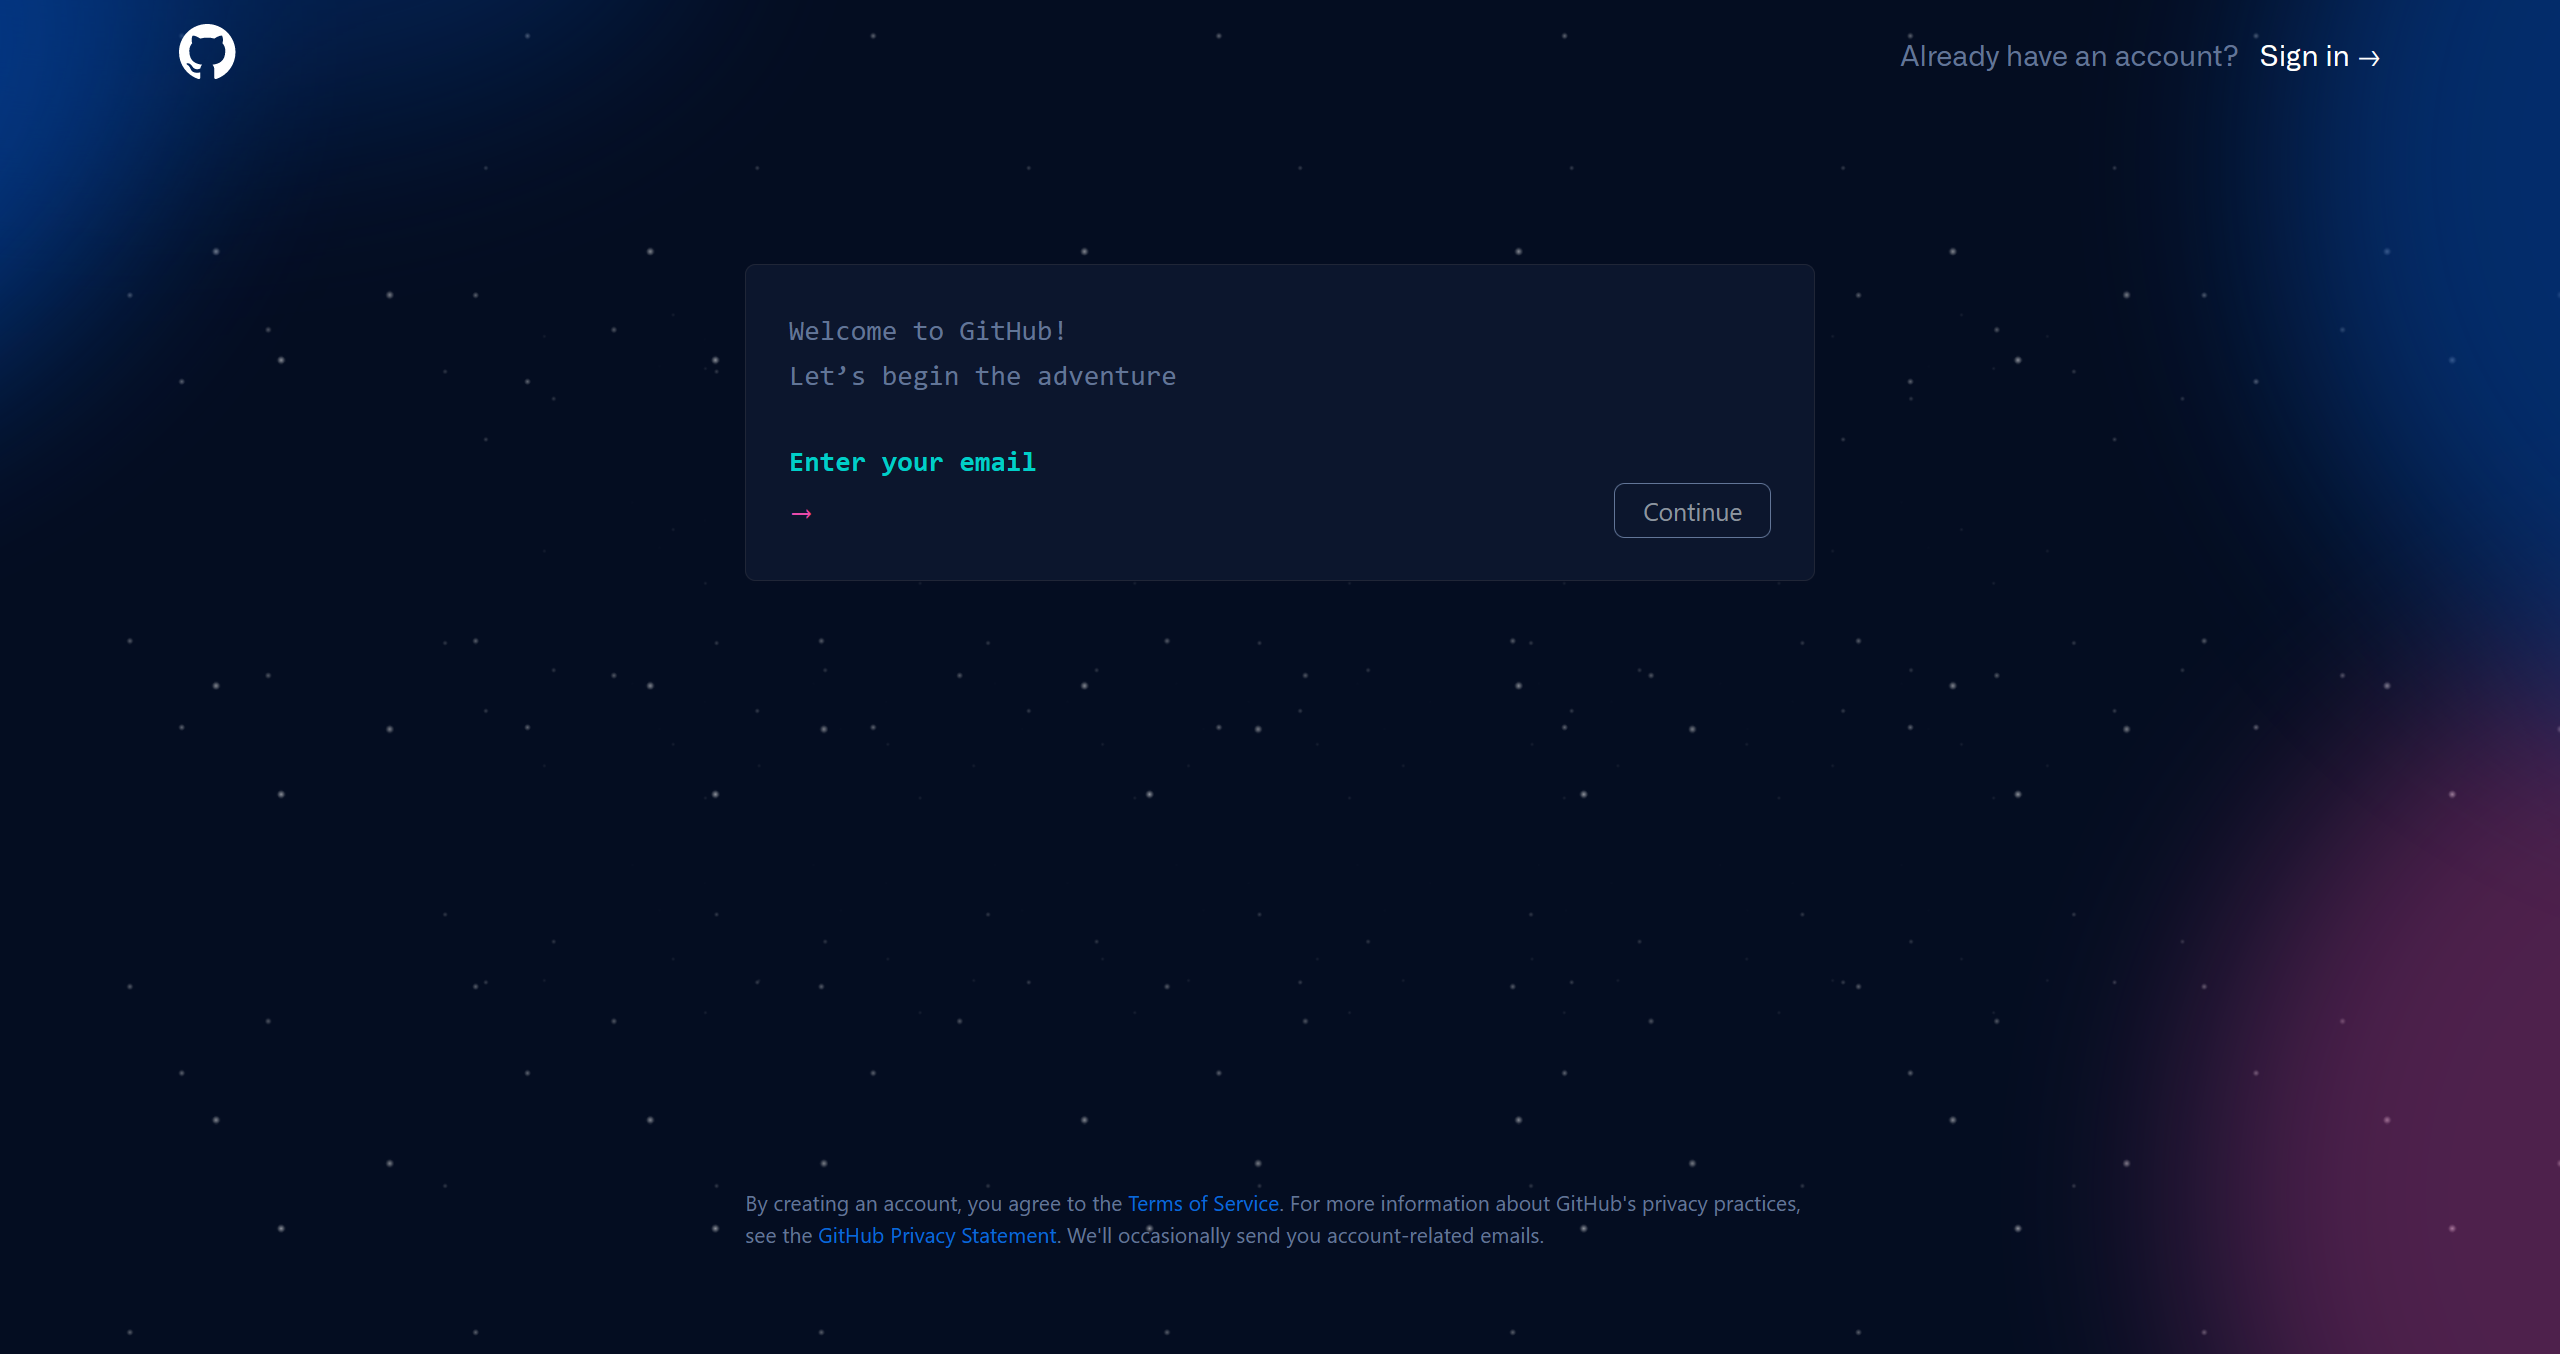 Already have an account? Sign in →
Welcome to GitHub!
Let’s begin the adventure
Enter your email
→
Continue
By creating an account, you agree to the Terms of Service. For more information about GitHub's privacy practices,
see the GitHub Privacy Statement. We'll occasionally send you account-related emails.